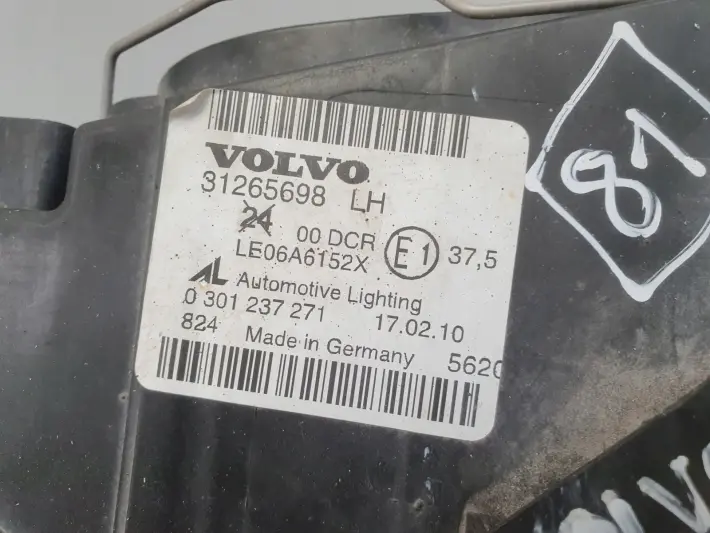 VOLVO
31265698 LH
24 00 DCR E1 37,5
LE06A6152X
AL Automotive Lighting
0 301 237 271 17.02.10
824 Made in Germany 5620
87